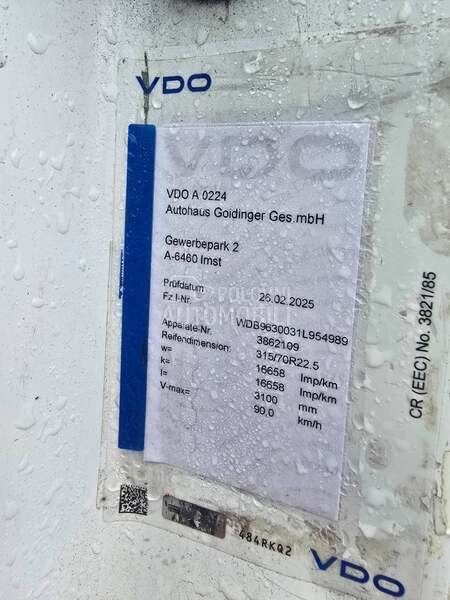 VDO
VDO
VDO A 0224
Autohaus Goidinger Ges.mbH
Gewerbepark 2
A-6460 Imst
Prüfdatum 26.02.2025
Fz I-Nr. WDB9630031L954989
Apparate-Nr. 3862109
Reifendimension: 315/70R22.5
w= 16658 Imp/km
k= 16658 Imp/km
l= 3100 mm
V-max= 90,0 km/h
POLOVNI
AUTOMOBILI
CR (EEC) No. 3821/85
484RKQ2
VDO